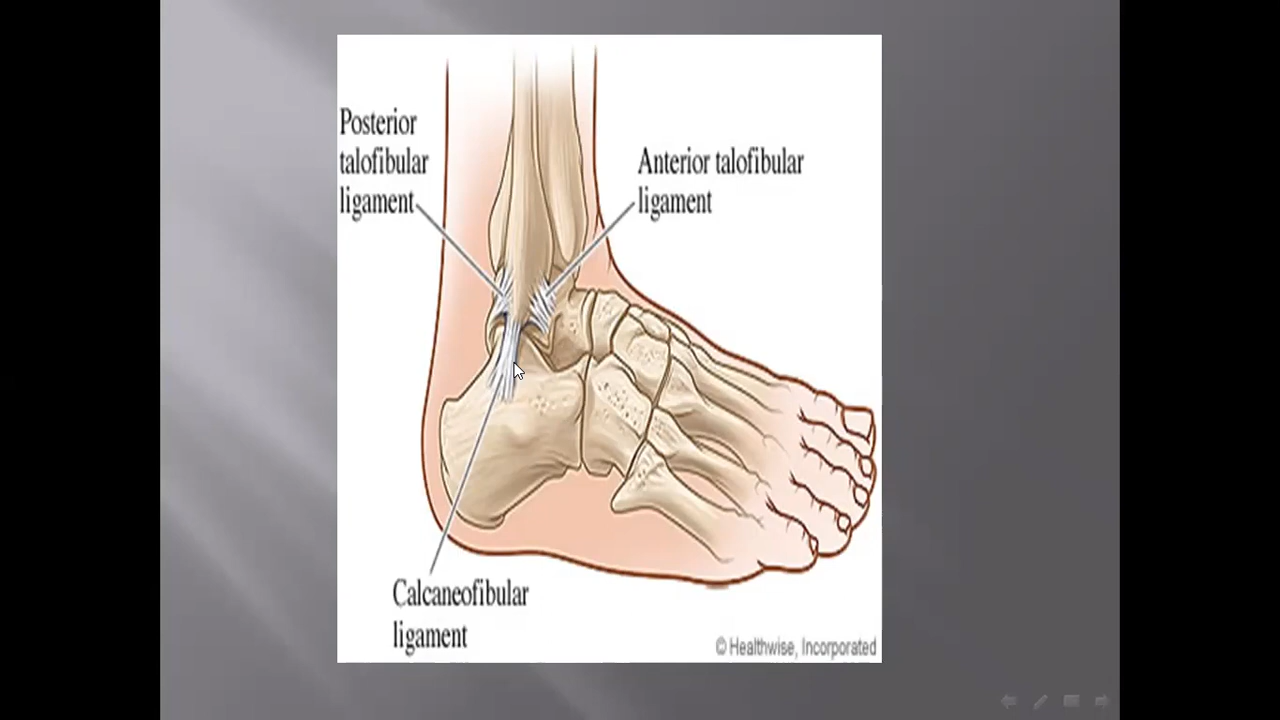 Posterior
talofibular
ligament
Anterior talofibular
ligament
Calcaneofibular
ligament
© Healthwise, Incorporated